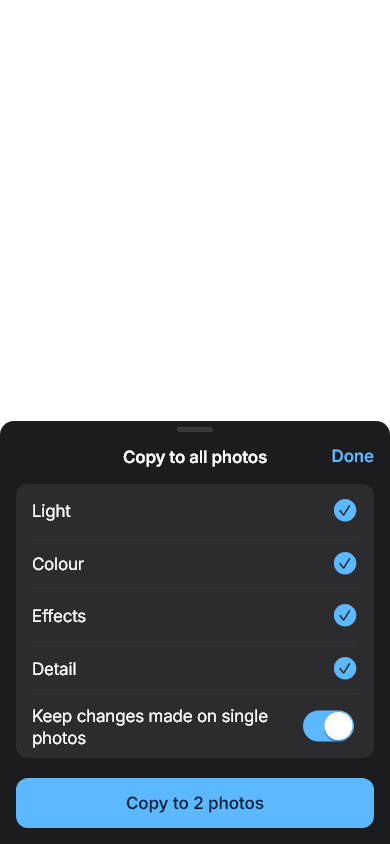 Copy to all photos
Done
Light
Colour
Effects
Detail
Keep changes made on single
photos
Copy to 2 photos